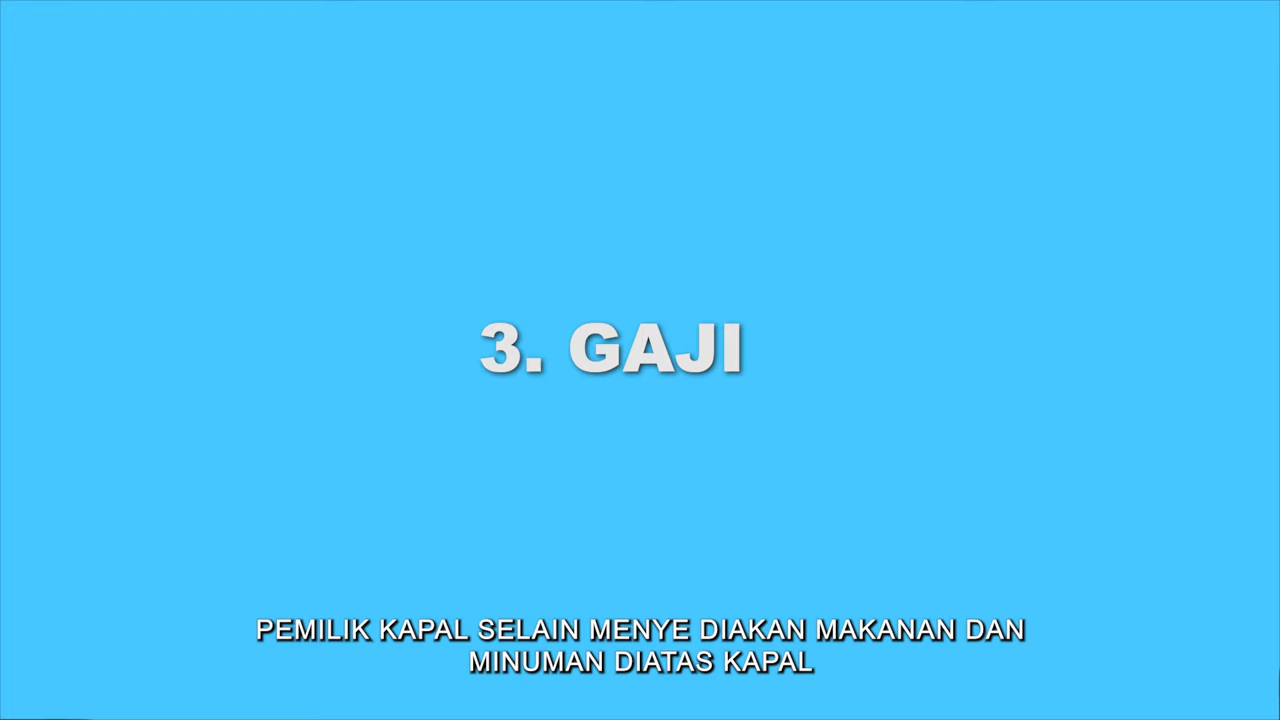 3. GAJI
PEMILIK KAPAL SELAIN MENYE DIAKAN MAKANAN DAN
MINUMAN DIATAS KAPAL